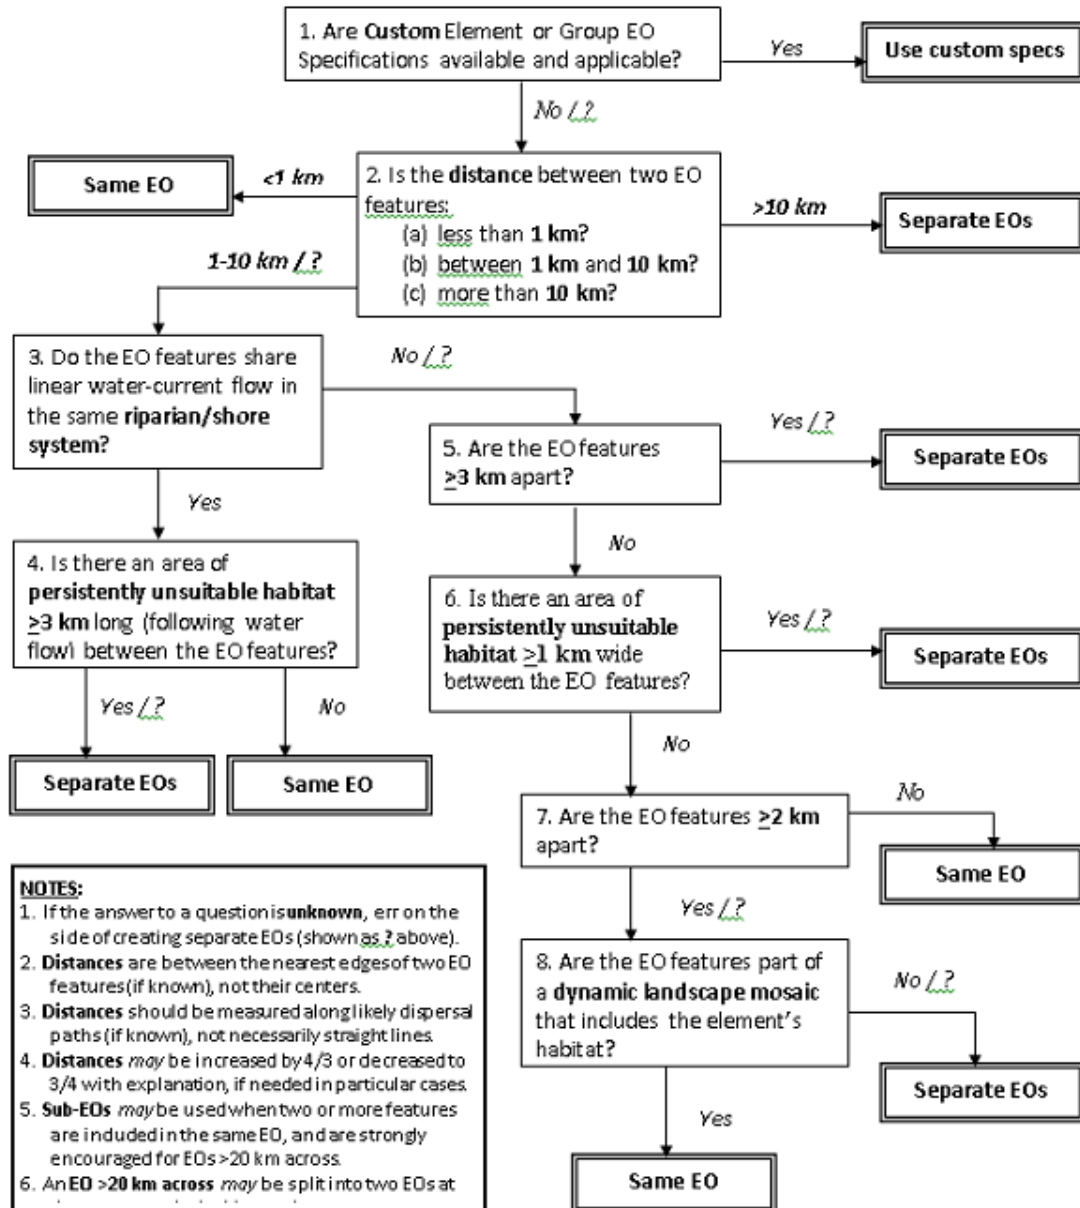 1. Are Custom Element or Group EO
Specifications available and applicable?
Yes
Use custom specs
No / ?
Same EO
<1 km
2. Is the distance between two EO
features:
(a) less than 1 km?
(b) between 1 km and 10 km?
(c) more than 10 km?
>10 km
Separate EOs
1-10 km / ?
3. Do the EO features share
linear water-current flow in
the same riparian/shore
system?
No / ?
5. Are the EO features
≥3 km apart?
Yes / ?
Separate EOs
Yes
No
4. Is there an area of
persistently unsuitable habitat
≥3 km long (following water
flow) between the EO features?
6. Is there an area of
persistently unsuitable
habitat ≥1 km wide
between the EO features?
Yes / ?
Separate EOs
Yes / ?
No
Separate EOs
Same EO
No
7. Are the EO features ≥2 km
apart?
No
Same EO
Yes / ?
8. Are the EO features part of
a dynamic landscape mosaic
that includes the element's
habitat?
No / ?
Separate EOs
Yes
Same EO
NOTES:
1. If the answer to a question is unknown, err on the
side of creating separate EOs (shown as ? above).
2. Distances are between the nearest edges of two EO
features (if known), not their centers.
3. Distances should be measured along likely dispersal
paths (if known), not necessarily straight lines.
4. Distances may be increased by 4/3 or decreased to
3/4 with explanation, if needed in particular cases.
5. Sub-EOs may be used when two or more features
are included in the same EO, and are strongly
encouraged for EOs >20 km across.
6. An EO >20 km across may be split into two EOs at